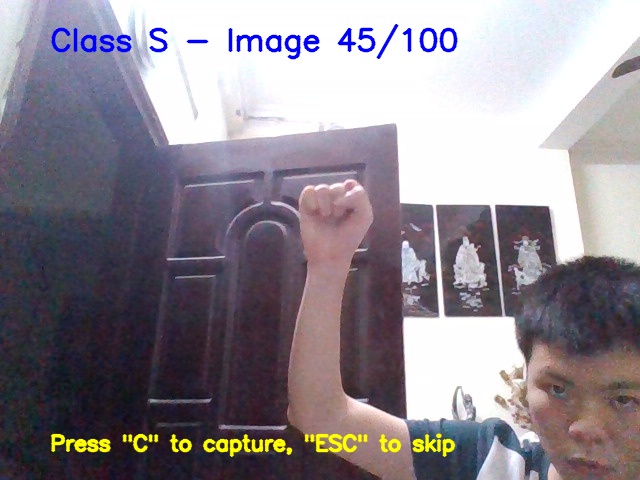 Class S - Image 45/100
Press "C" to capture, "ESC" to skip